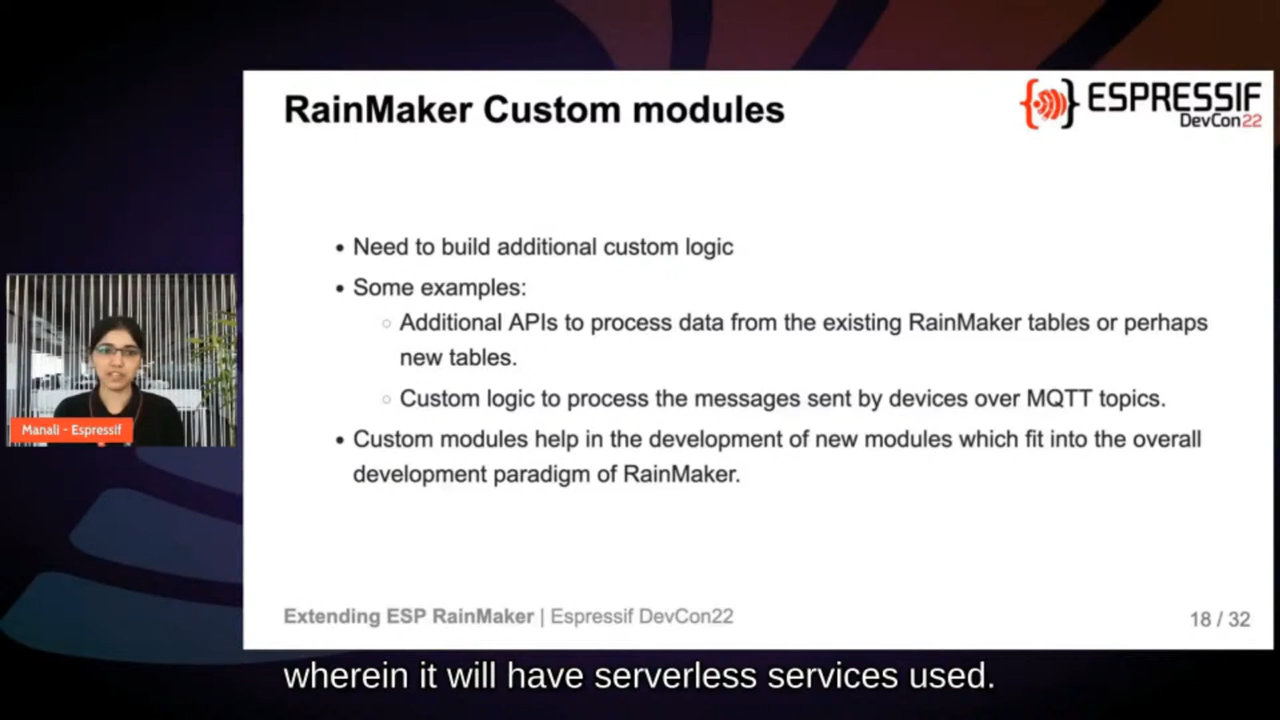 RainMaker Custom modules
ESPRESSIF
DevCon22
• Need to build additional custom logic
• Some examples:
○ Additional APIs to process data from the existing RainMaker tables or perhaps
new tables.
○ Custom logic to process the messages sent by devices over MQTT topics.
• Custom modules help in the development of new modules which fit into the overall
development paradigm of RainMaker.
Manali - Espressif
Extending ESP RainMaker | Espressif DevCon22
18 / 32
wherein it will have serverless services used.